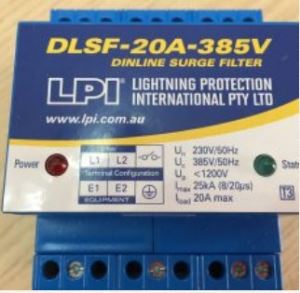 DLSF-20A-385V
DINLINE SURGE FILTER
LPI
LIGHTNING PROTECTION
INTERNATIONAL PTY LTD
www.lpi.com.au
Power
L1 L2
Terminal Configuration
E1 E2
EQUIPMENT
Un 230V/50Hz
Uc 385V/50Hz
Up <1200V
Imax 25kA (8/20µs)
Iload 20A max
Stat
T3